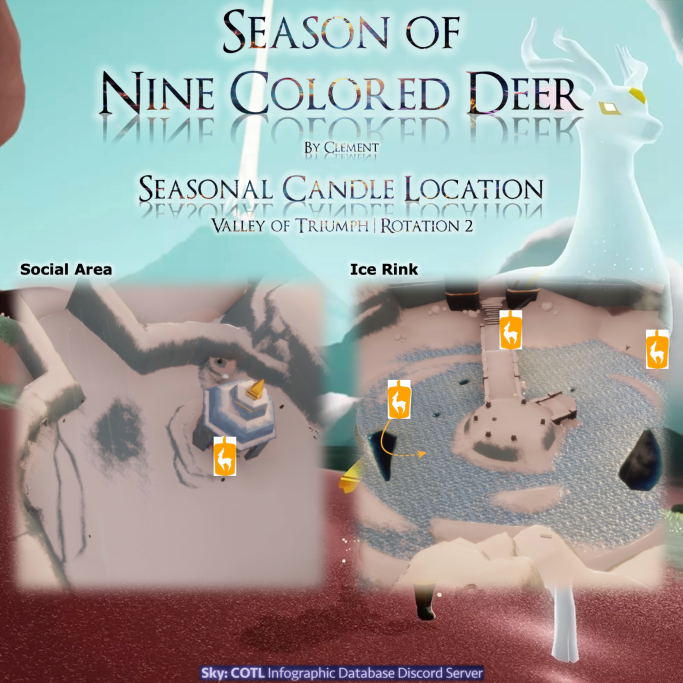 Season of
Nine Colored Deer
By Clement
Seasonal Candle Location
Valley of Triumph | Rotation 2
Social Area
Ice Rink
Sky: COTL Infographic Database Discord Server